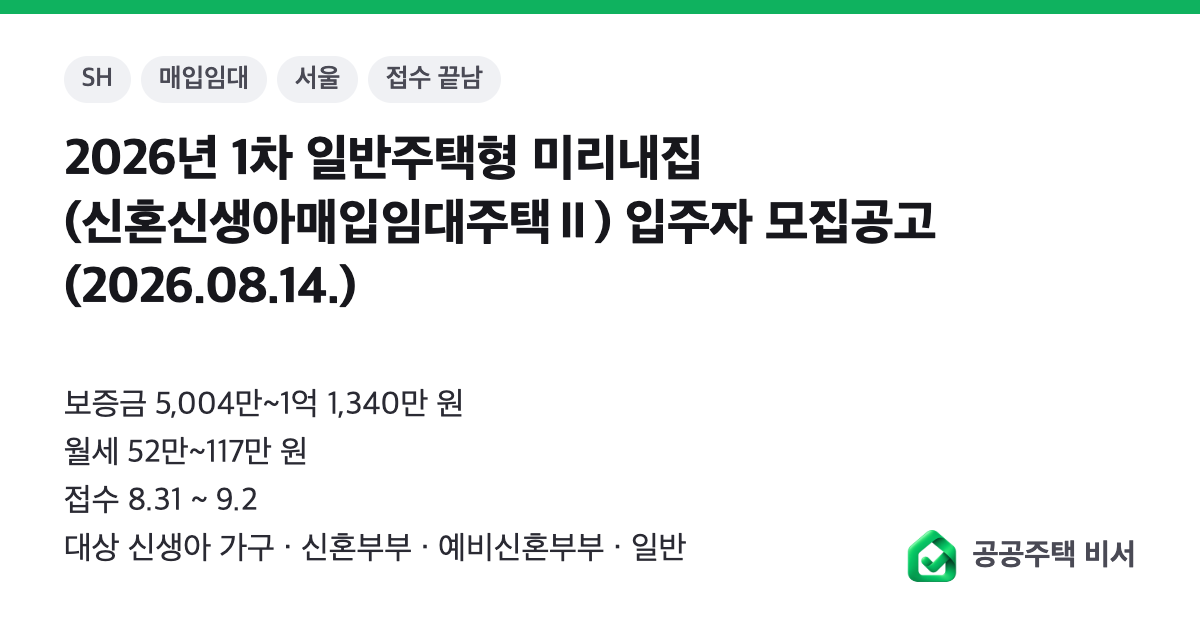 SH 매입임대 서울 접수 끝남
2026년 1차 일반주택형 미리내집
(신혼신생아매입임대주택Ⅱ) 입주자 모집공고
(2026.08.14.)
보증금 5,004만~1억 1,340만 원
월세 52만~117만 원
접수 8.31 ~ 9.2
대상 신생아 가구 · 신혼부부 · 예비신혼부부 · 일반
공공주택 비서